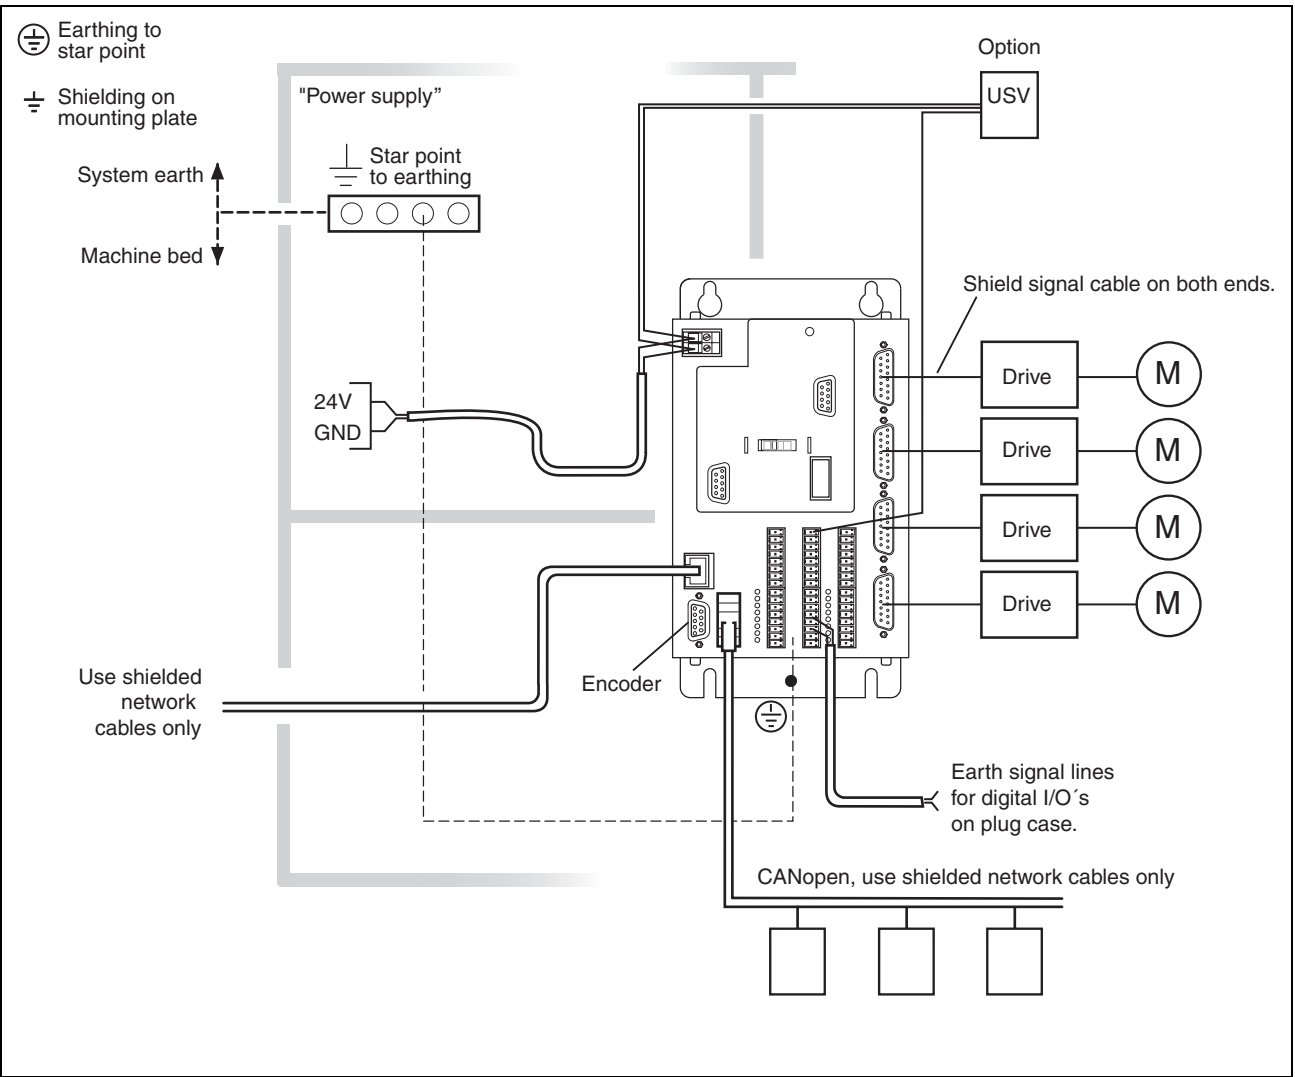 Earthing to
star point
Shielding on
mounting plate
System earth
Machine bed
"Power supply”
Star point
to earthing
Option
USV
Shield signal cable on both ends.
24V
GND
Drive
M
Drive
M
Drive
M
Drive
M
Encoder
Use shielded
network
cables only
Earth signal lines
for digital I/O´s
on plug case.
CANopen, use shielded network cables only